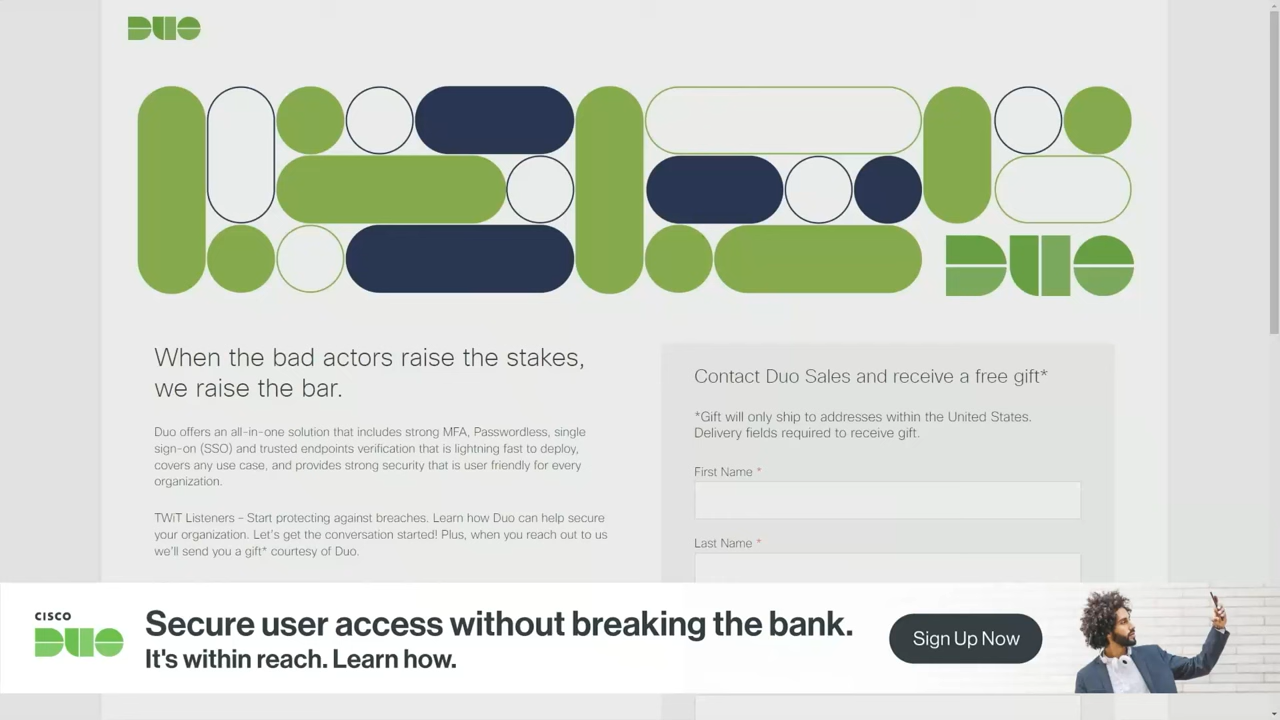 DUO
DUO
When the bad actors raise the stakes,
we raise the bar.
Duo offers an all-in-one solution that includes strong MFA, Passwordless, single
sign-on (SSO) and trusted endpoints verification that is lightning fast to deploy,
covers any use case, and provides strong security that is user friendly for every
organization.
TWiT Listeners - Start protecting against breaches. Learn how Duo can help secure
your organization. Let's get the conversation started! Plus, when you reach out to us
we'll send you a gift* courtesy of Duo.
Contact Duo Sales and receive a free gift*
*Gift will only ship to addresses within the United States.
Delivery fields required to receive gift.
First Name *
Last Name *
CISCO
DUO
Secure user access without breaking the bank.
It's within reach. Learn how.
Sign Up Now